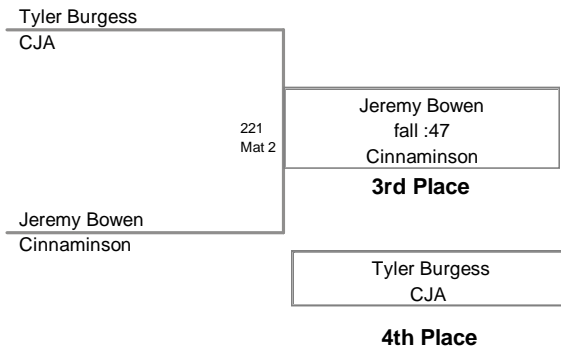 Tyler Burgess
CJA
221
Mat 2
Jeremy Bowen
fall :47
Cinnaminson
3rd Place
Jeremy Bowen
Cinnaminson
Tyler Burgess
CJA
4th Place